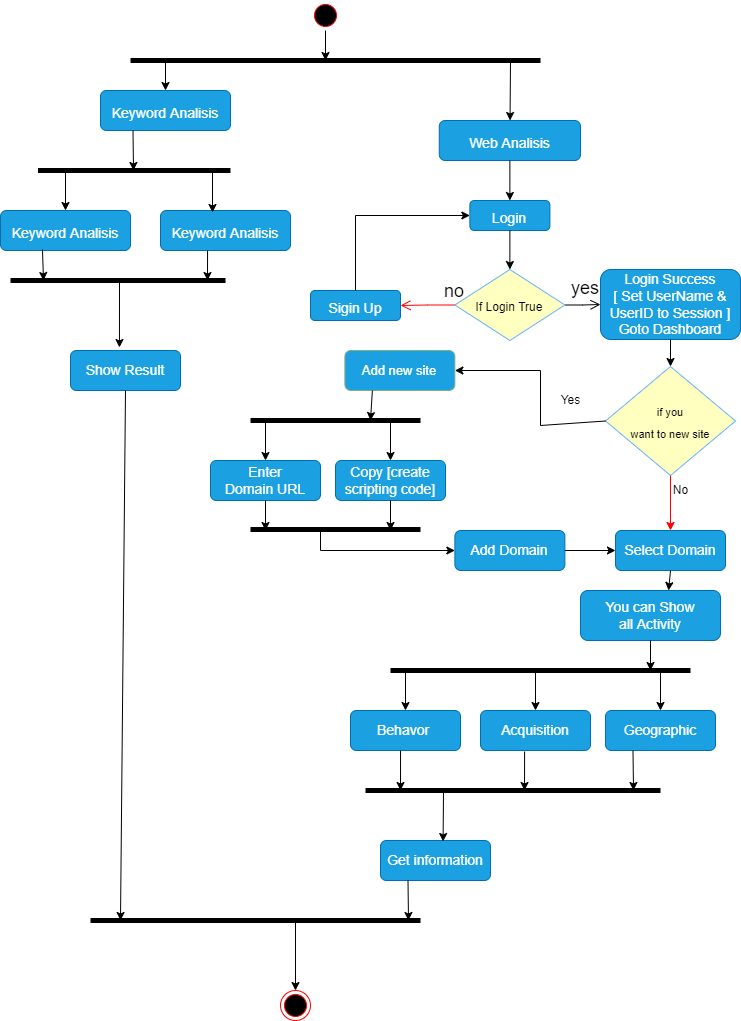 Keyword Analisis
Web Analisis
Login
Keyword Analisis
Keyword Analisis
no
If Login True
yes
Login Success
[ Set UserName &
UserID to Session ]
Goto Dashboard
Sigin Up
Show Result
Add new site
Yes
if you
want to new site
No
Enter
Domain URL
Copy [create
scripting code]
Add Domain
Select Domain
You can Show
all Activity
Behavor
Acquisition
Geographic
Get information